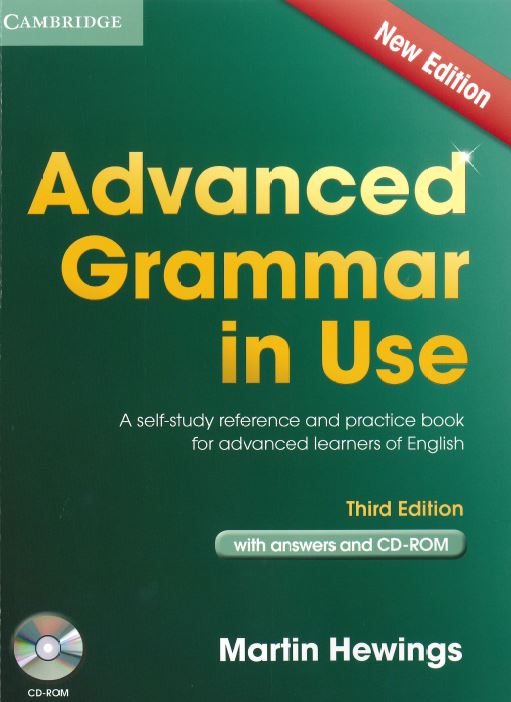 CAMBRIDGE
New Edition
Advanced
Grammar
in Use
A self-study reference and practice book
for advanced learners of English
Third Edition
with answers and CD-ROM
Martin Hewings
CD-ROM